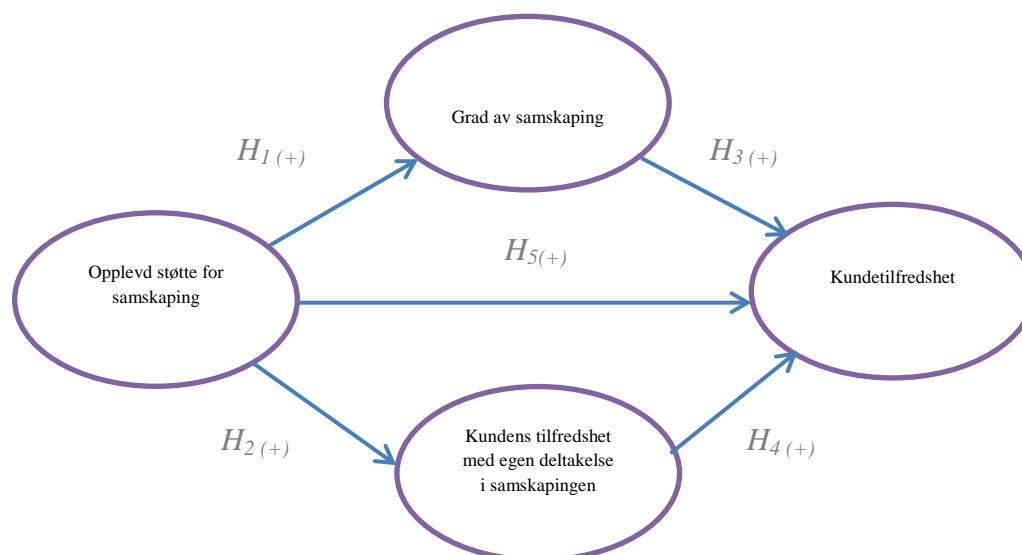 Grad av samskaping
H1 (+)
H3 (+)
Opplevd støtte for
samskaping
H5(+)
Kundetilfredshet
H2 (+)
Kundens tilfredshet
med egen deltakelse
i samskapingen
H4 (+)